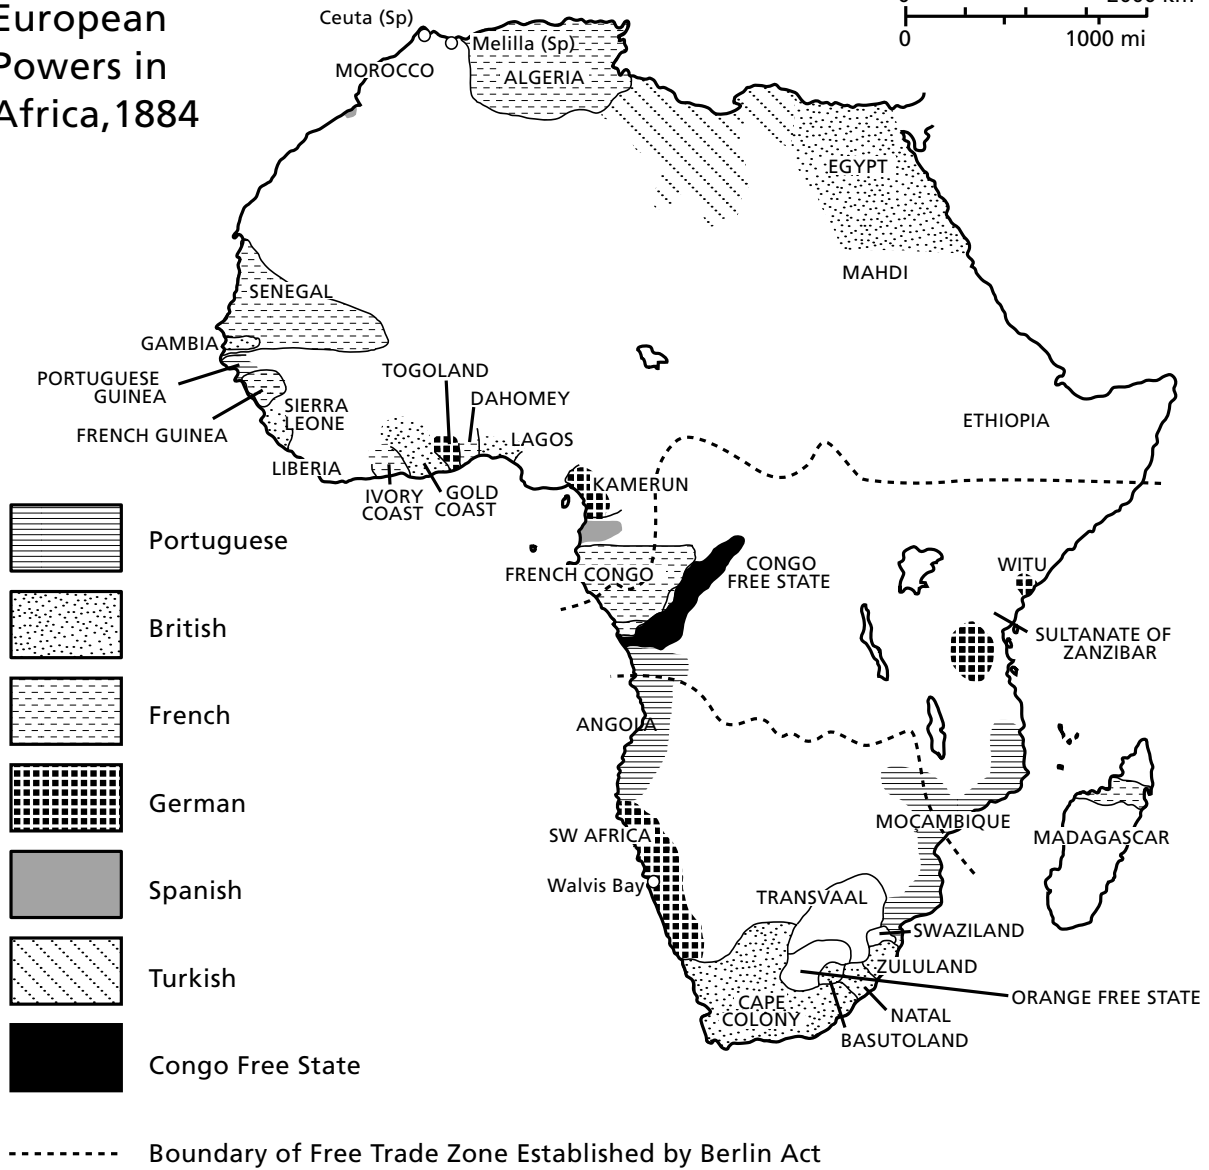 European
Powers in
Africa,1884
0
2000 km
0
1000 mi
Ceuta (Sp)
Melilla (Sp)
MOROCCO
ALGERIA
EGYPT
MAHDI
SENEGAL
GAMBIA
PORTUGUESE
GUINEA
FRENCH GUINEA
SIERRA
LEONE
LIBERIA
TOGOLAND
DAHOMEY
LAGOS
IVORY
COAST
GOLD
COAST
KAMERUN
ETHIOPIA
FRENCH CONGO
CONGO
FREE STATE
WITU
SULTANATE OF
ZANZIBAR
ANGOLA
SW AFRICA
Walvis Bay
MOÇAMBIQUE
MADAGASCAR
TRANSVAAL
SWAZILAND
ZULULAND
ORANGE FREE STATE
CAPE
COLONY
NATAL
BASUTOLAND
Portuguese
British
French
German
Spanish
Turkish
Congo Free State
Boundary of Free Trade Zone Established by Berlin Act